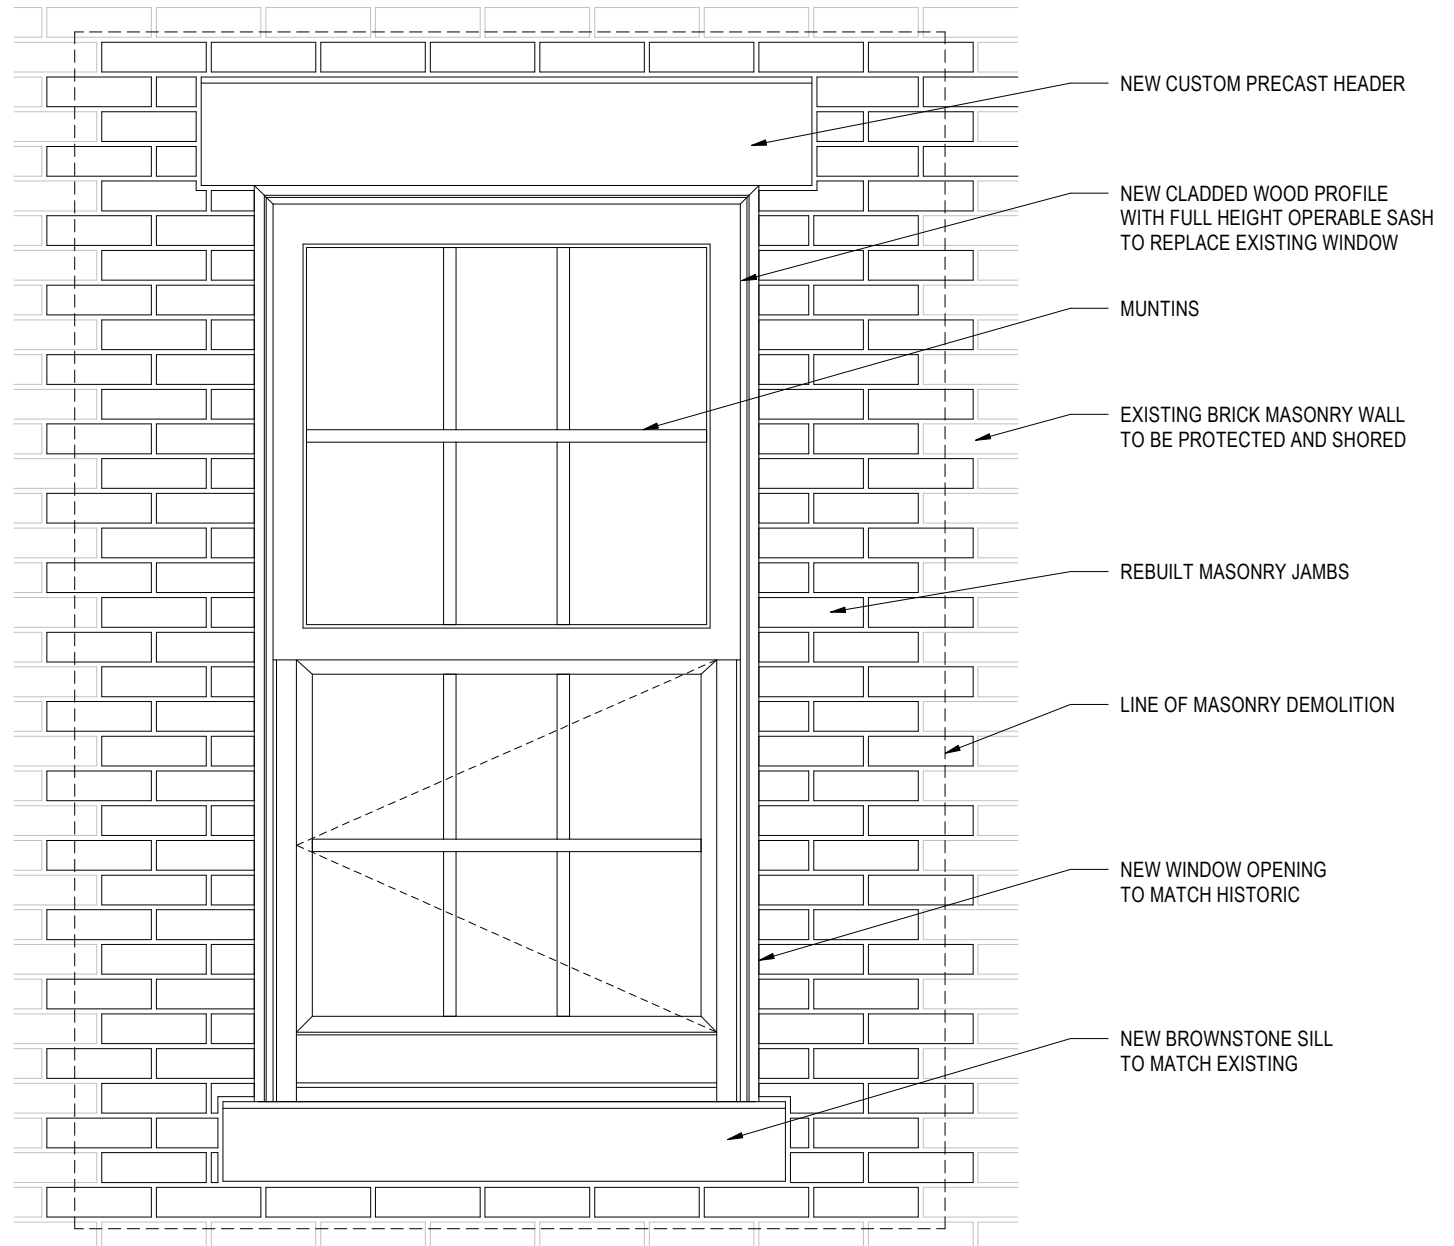 NEW CUSTOM PRECAST HEADER
NEW CLADDED WOOD PROFILE
WITH FULL HEIGHT OPERABLE SASH
TO REPLACE EXISTING WINDOW
MUNTINS
EXISTING BRICK MASONRY WALL
TO BE PROTECTED AND SHORED
REBUILT MASONRY JAMBS
LINE OF MASONRY DEMOLITION
NEW WINDOW OPENING
TO MATCH HISTORIC
NEW BROWNSTONE SILL
TO MATCH EXISTING